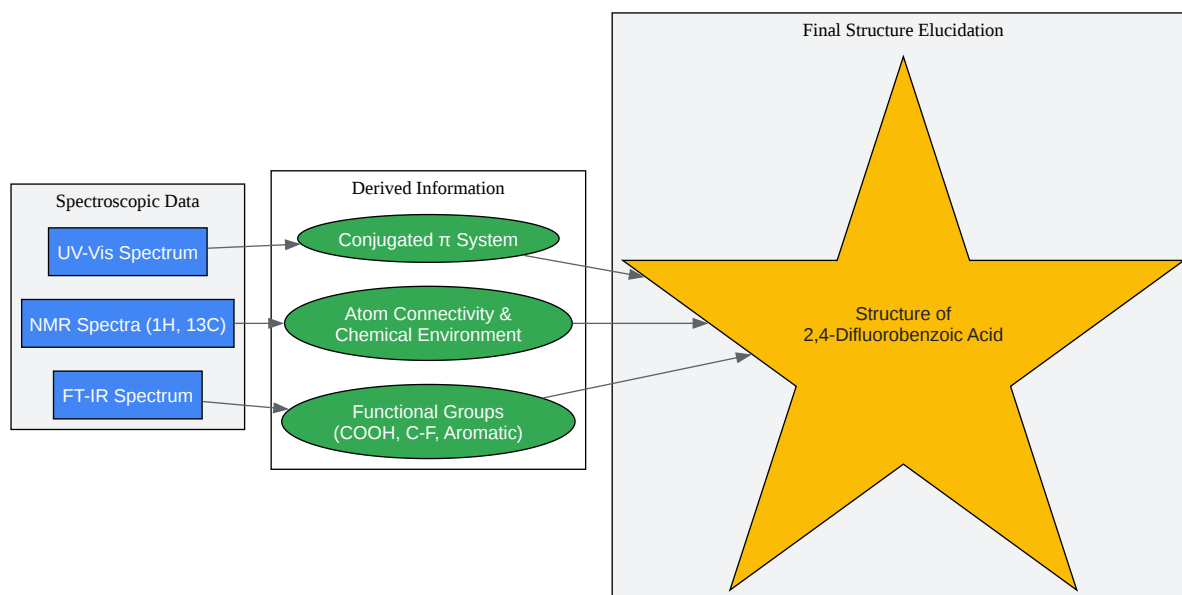 Spectroscopic Data
UV-Vis Spectrum
NMR Spectra (1H, 13C)
FT-IR Spectrum
Derived Information
Conjugated π System
Atom Connectivity &
Chemical Environment
Functional Groups
(COOH, C-F, Aromatic)
Final Structure Elucidation
Structure of
2,4-Difluorobenzoic Acid